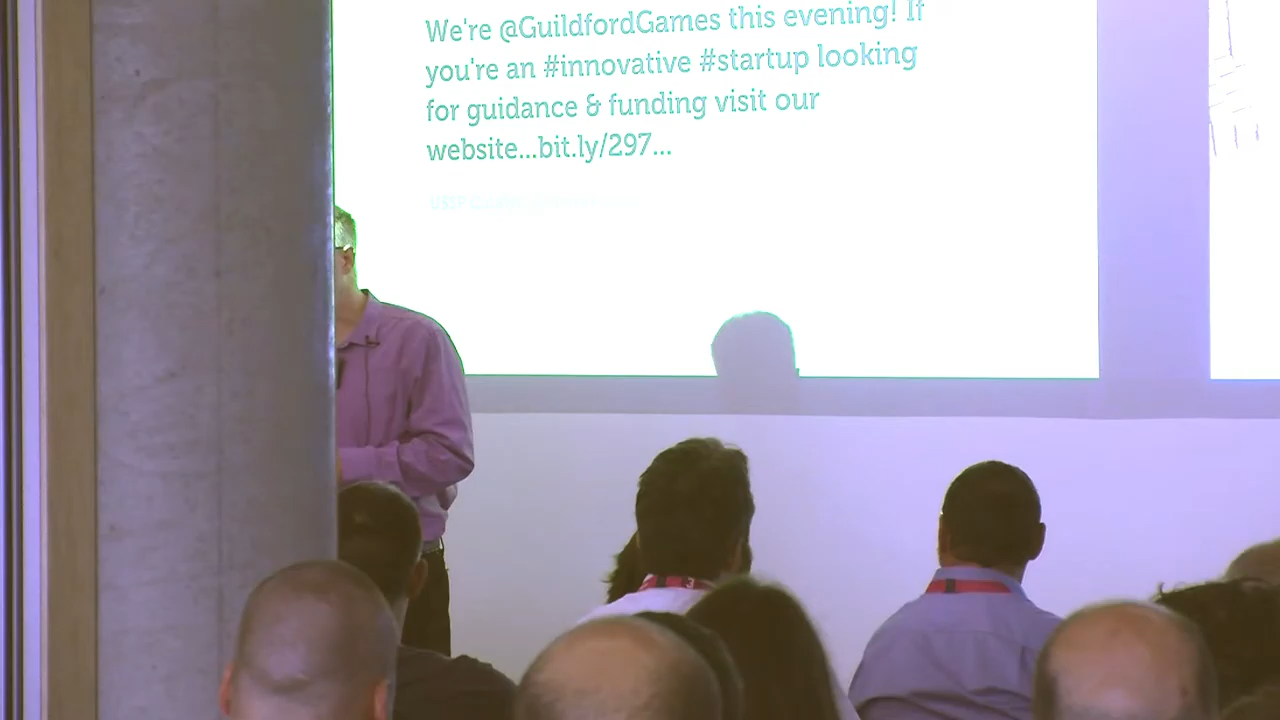 We're @GuildfordGames this evening! If
you're an #innovative #startup looking
for guidance & funding visit our
website...bit.ly/297...